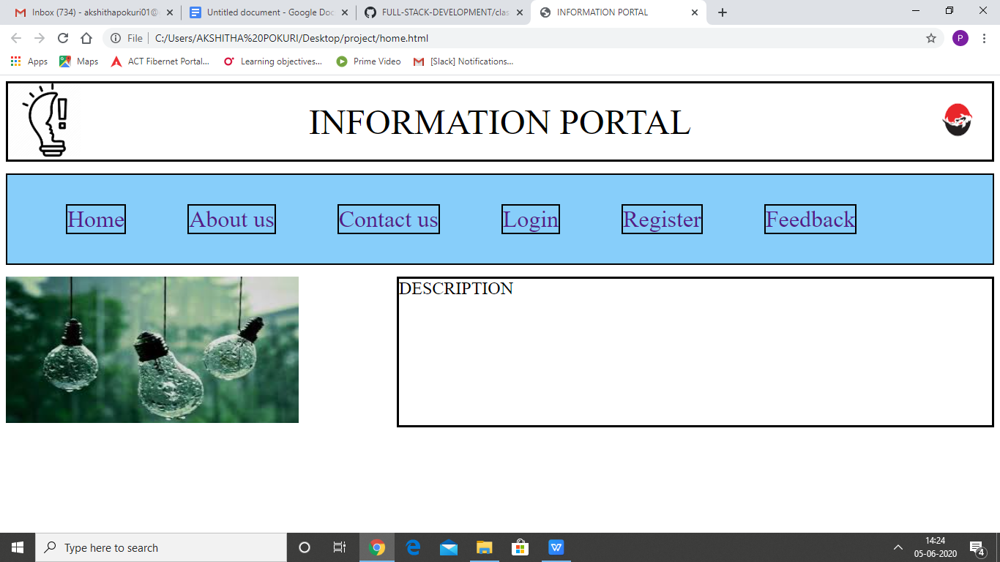 Inbox (734) - akshithapokuri01@
Untitled document - Google Doc
FULL-STACK-DEVELOPMENT/clas
INFORMATION PORTAL
File
C:/Users/AKSHITHA%20POKURI/Desktop/project/home.html
P
Apps Maps ACT Fibernet Portal... Learning objectives... Prime Video [Slack] Notifications...
INFORMATION PORTAL
Home About us Contact us Login Register Feedback
DESCRIPTION
Type here to search
14:24
05-06-2020
4